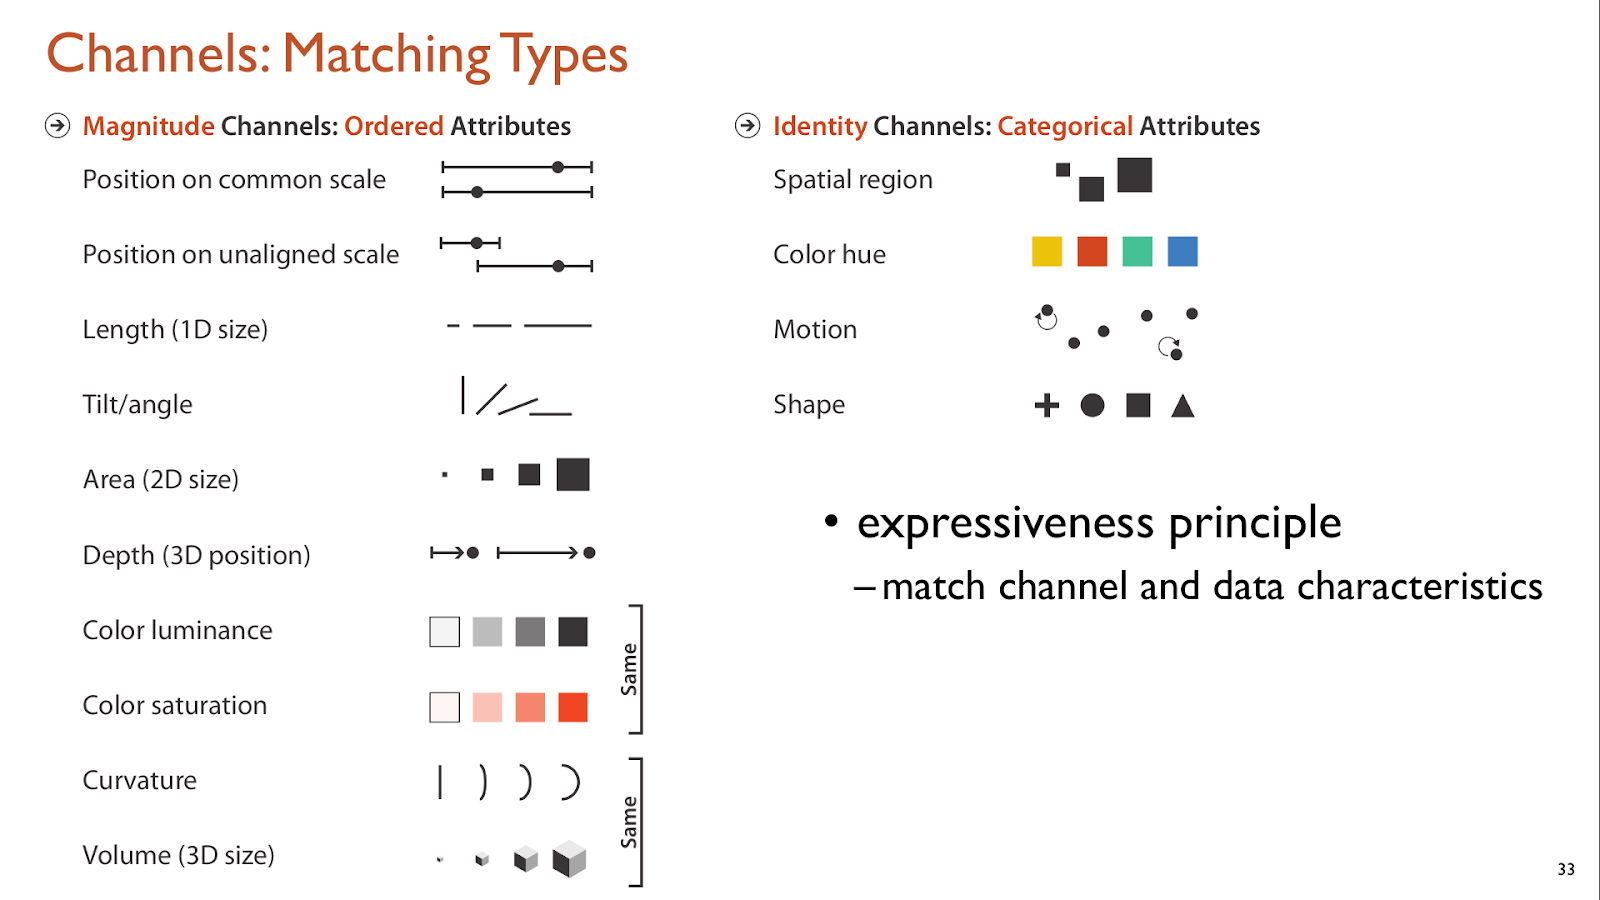 Channels: Matching Types
Magnitude Channels: Ordered Attributes
Position on common scale
Position on unaligned scale
Length (1D size)
Tilt/angle
Area (2D size)
Depth (3D position)
Color luminance
Color saturation
Same
Curvature
Volume (3D size)
Same
Identity Channels: Categorical Attributes
Spatial region
Color hue
Motion
Shape
• expressiveness principle
– match channel and data characteristics
33